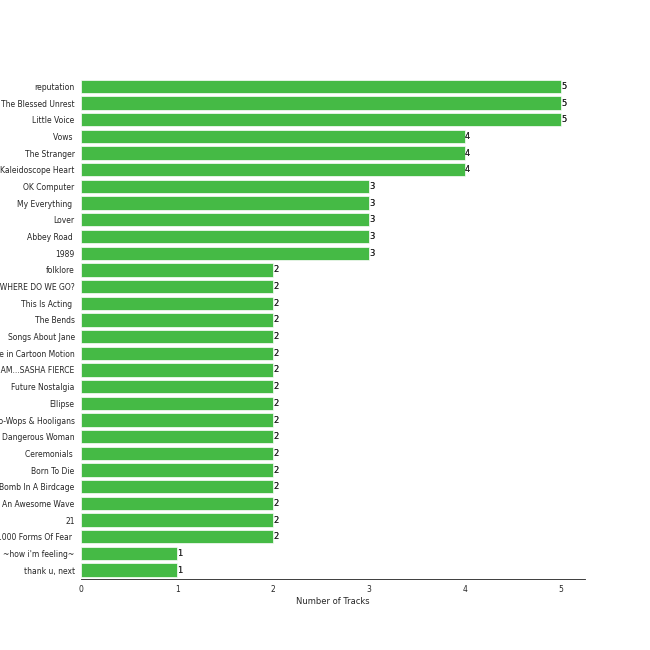 reputation 5
The Blessed Unrest 5
Little Voice 5
Vows 4
The Stranger 4
Kaleidoscope Heart 4
OK Computer 3
My Everything 3
Lover 3
Abbey Road 3
1989 3
folklore 2
WHERE DO WE GO? 2
This Is Acting 2
The Bends 2
Songs About Jane 2
e in Cartoon Motion 2
AM...SASHA FIERCE 2
Future Nostalgia 2
Ellipse 2
o-Wops & Hooligans 2
Dangerous Woman 2
Ceremonials 2
Born To Die 2
Bomb In A Birdcage 2
An Awesome Wave 2
21 2
000 Forms Of Fear 2
~how i'm feeling~ 1
thank u, next 1
0 1 2 3 4 5
Number of Tracks